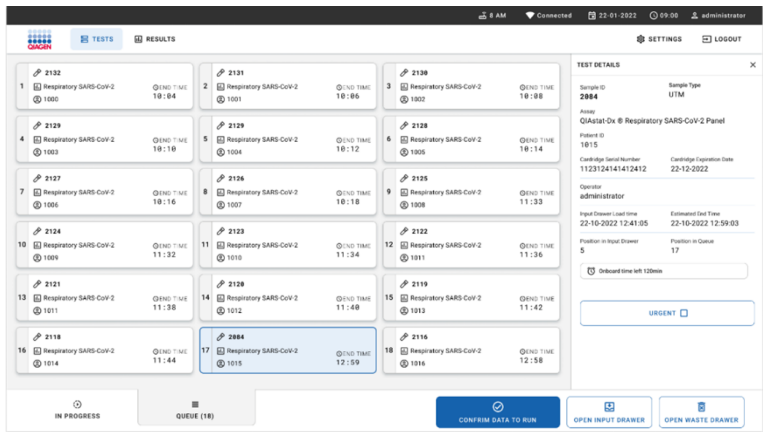 8 AM Connected 22-01-2022 09:00 administrator
QIAGEN TESTS RESULTS SETTINGS LOGOUT
1
2132
Respiratory SARS-CoV-2
1000
END TIME
10:04
2
2131
Respiratory SARS-CoV-2
1001
END TIME
10:06
3
2130
Respiratory SARS-CoV-2
1002
END TIME
10:08
4
2129
Respiratory SARS-CoV-2
1003
END TIME
10:10
5
2129
Respiratory SARS-CoV-2
1004
END TIME
10:12
6
2128
Respiratory SARS-CoV-2
1005
END TIME
10:14
7
2127
Respiratory SARS-CoV-2
1006
END TIME
10:16
8
2126
Respiratory SARS-CoV-2
1007
END TIME
10:18
9
2125
Respiratory SARS-CoV-2
1008
END TIME
11:33
10
2124
Respiratory SARS-CoV-2
1009
END TIME
11:32
11
2123
Respiratory SARS-CoV-2
1010
END TIME
11:34
12
2122
Respiratory SARS-CoV-2
1011
END TIME
11:36
13
2121
Respiratory SARS-CoV-2
1011
END TIME
11:38
14
2120
Respiratory SARS-CoV-2
1012
END TIME
11:40
15
2119
Respiratory SARS-CoV-2
1013
END TIME
11:42
16
2118
Respiratory SARS-CoV-2
1014
END TIME
11:44
17
2084
Respiratory SARS-CoV-2
1015
END TIME
12:59
18
2116
Respiratory SARS-CoV-2
1016
END TIME
12:58
TEST DETAILS
Sample ID Sample Type
2084 UTM
Assay
QIAstat-Dx ® Respiratory SARS-CoV-2 Panel
Patient ID
1015
Cardridge Serial Number Cardridge Expiration Date
1123124141412412 22-12-2022
Operator
administrator
Input Drawer Load time Estimated End Time
22-10-2022 12:41:05 22-10-2022 12:59:03
Position in Input Drawer Position in Queue
5 17
Onboard time left 120min
URGENT
IN PROGRESS
QUEUE (18)
CONFRIM DATA TO RUN
OPEN INPUT DRAWER
OPEN WASTE DRAWER